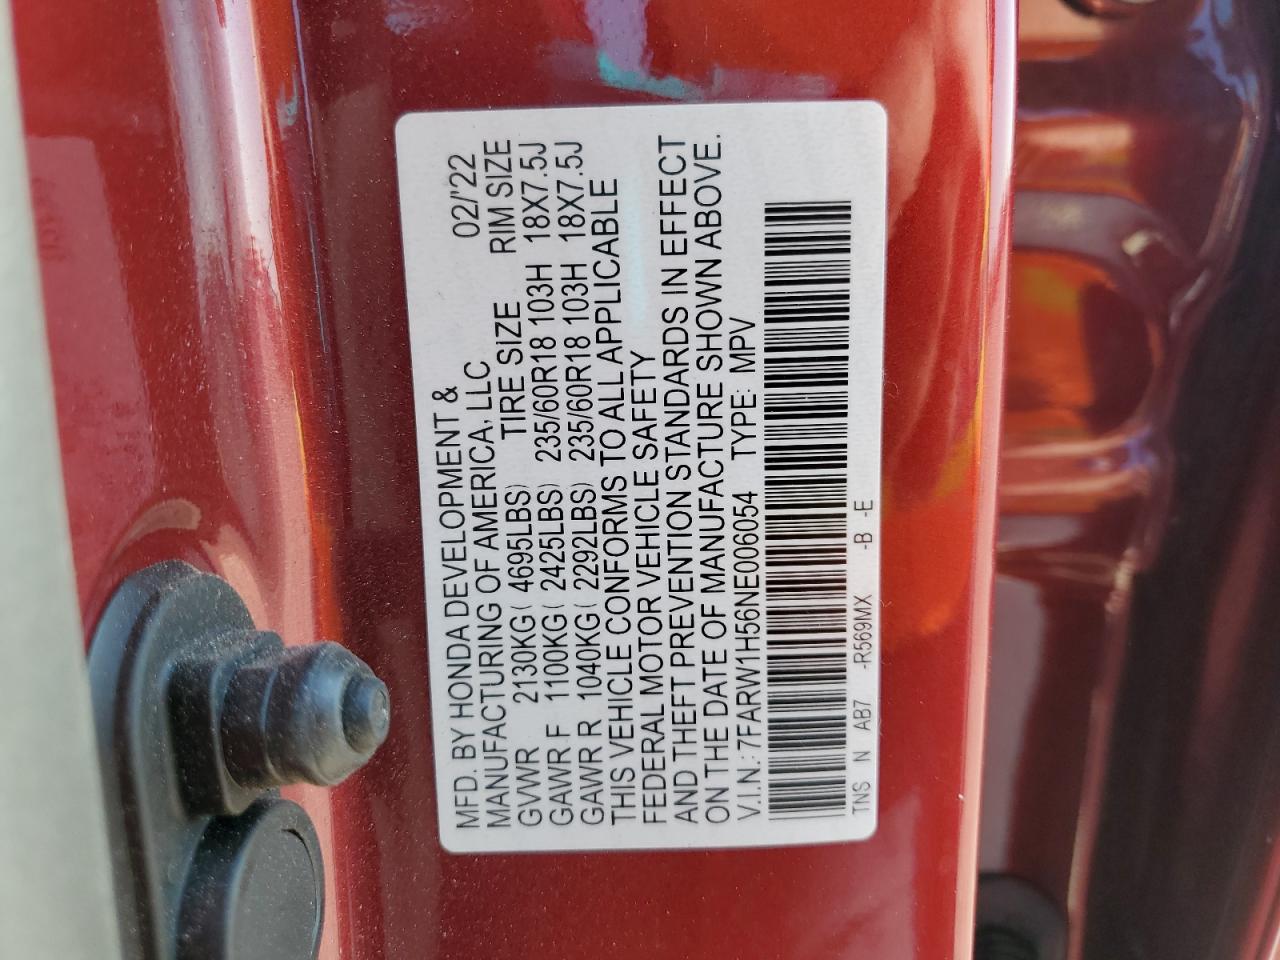 MFD. BY HONDA DEVELOPMENT &
MANUFACTURING OF AMERICA, LLC 02/'22
GVWR 2130KG( 4695LBS) TIRE SIZE RIM SIZE
GAWR F 1100KG( 2425LBS) 235/60R18 103H 18X7.5J
GAWR R 1040KG( 2292LBS) 235/60R18 103H 18X7.5J
THIS VEHICLE CONFORMS TO ALL APPLICABLE
FEDERAL MOTOR VEHICLE SAFETY
AND THEFT PREVENTION STANDARDS IN EFFECT
ON THE DATE OF MANUFACTURE SHOWN ABOVE.
V.I.N.: 7FARW1H56NE006054 TYPE: MPV
TNS N AB7 -R569MX -B -E